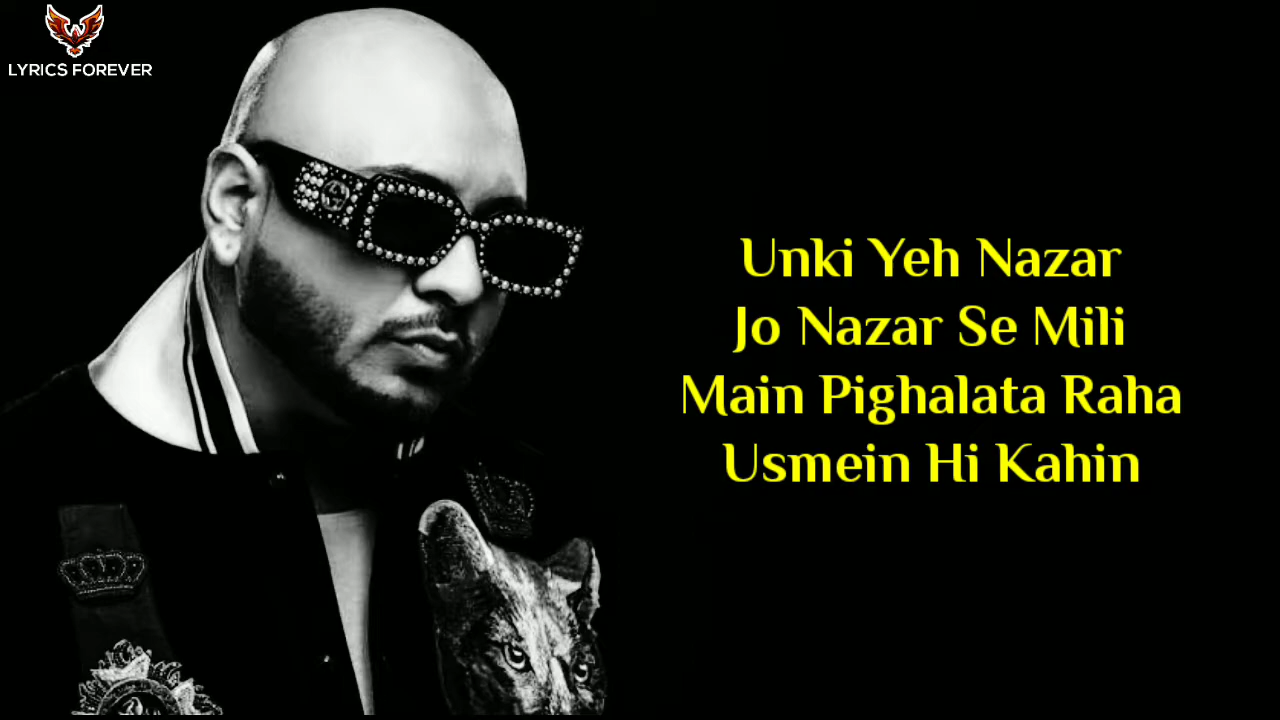 LYRICS FOREVER
Unki Yeh Nazar
Jo Nazar Se Mili
Main Pighalata Raha
Usmein Hi Kahin